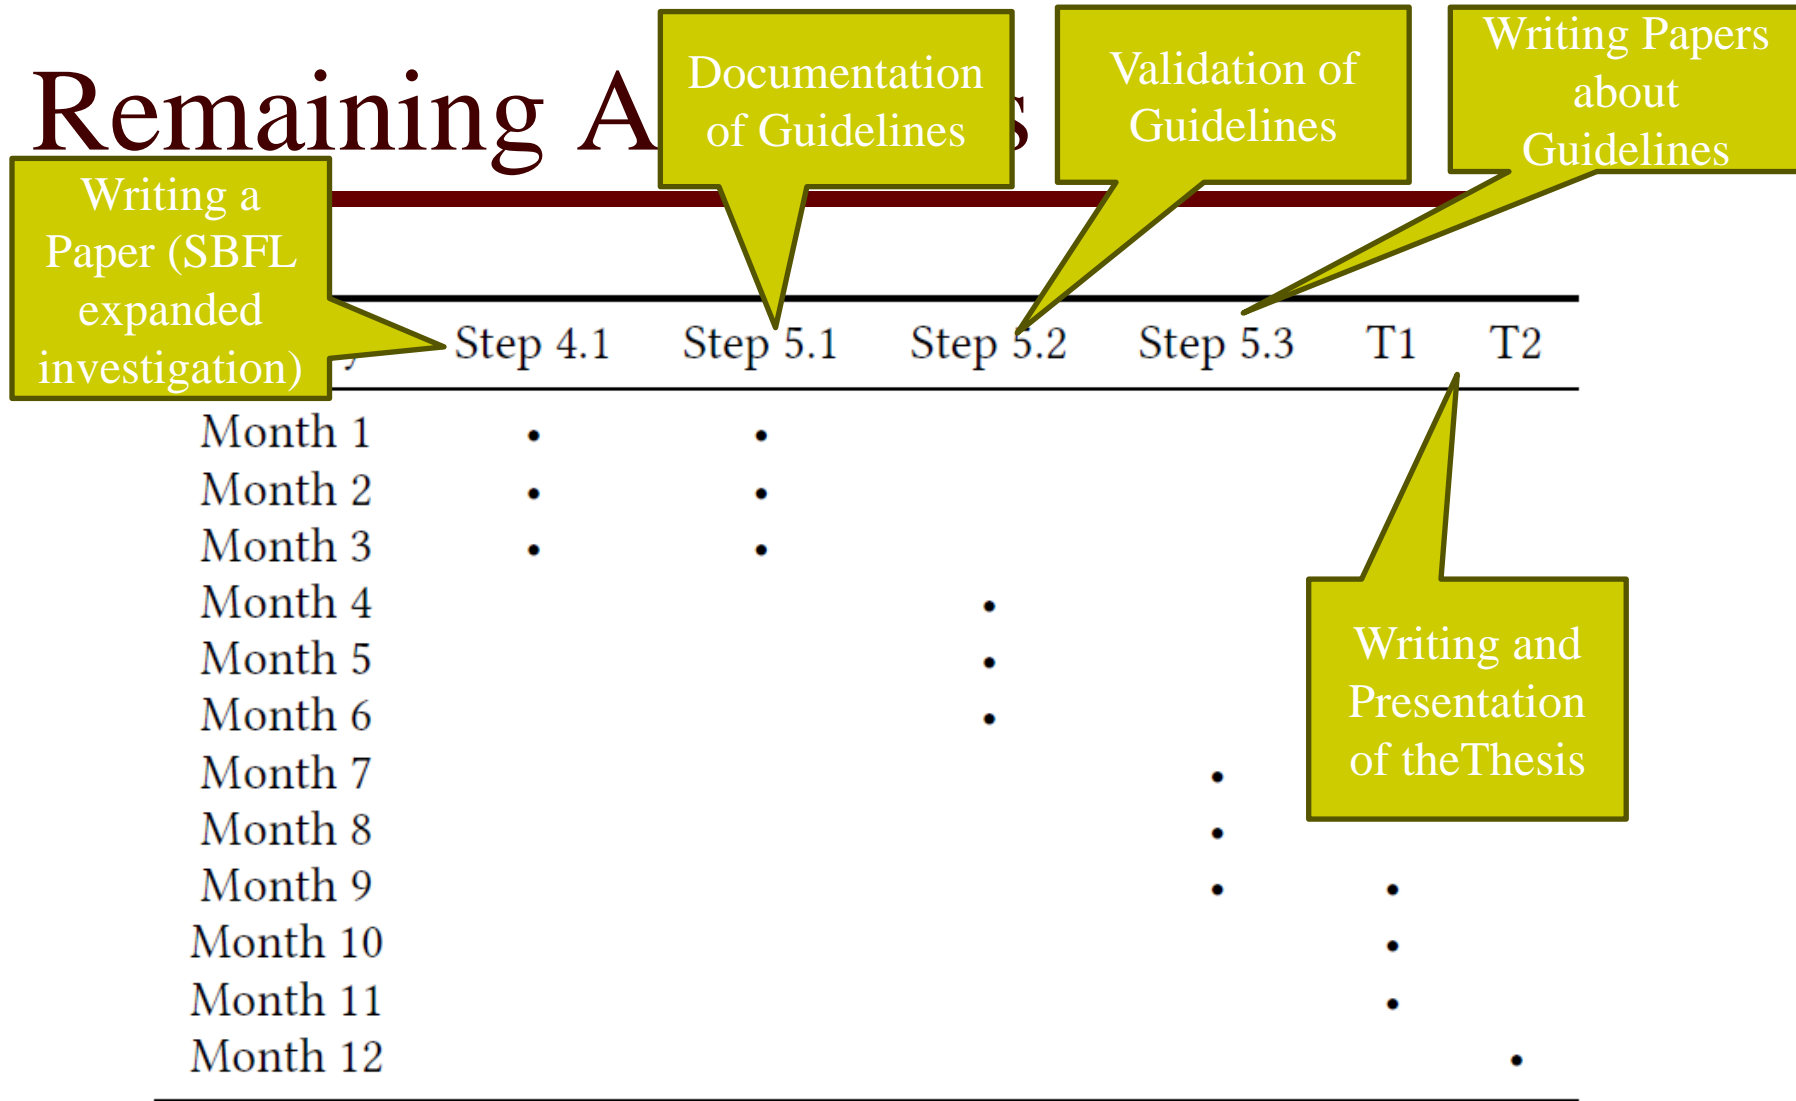 Remaining A s
Documentation
of Guidelines
Validation of
Guidelines
Writing Papers
about
Guidelines
Writing a
Paper (SBFL
expanded
investigation)
y Step 4.1 Step 5.1 Step 5.2 Step 5.3 T1 T2
Month 1 • •
Month 2 • •
Month 3 • •
Month 4 •
Month 5 •
Month 6 •
Month 7 •
Month 8 •
Month 9 • •
Month 10 •
Month 11 •
Month 12 •
Writing and
Presentation
of theThesis